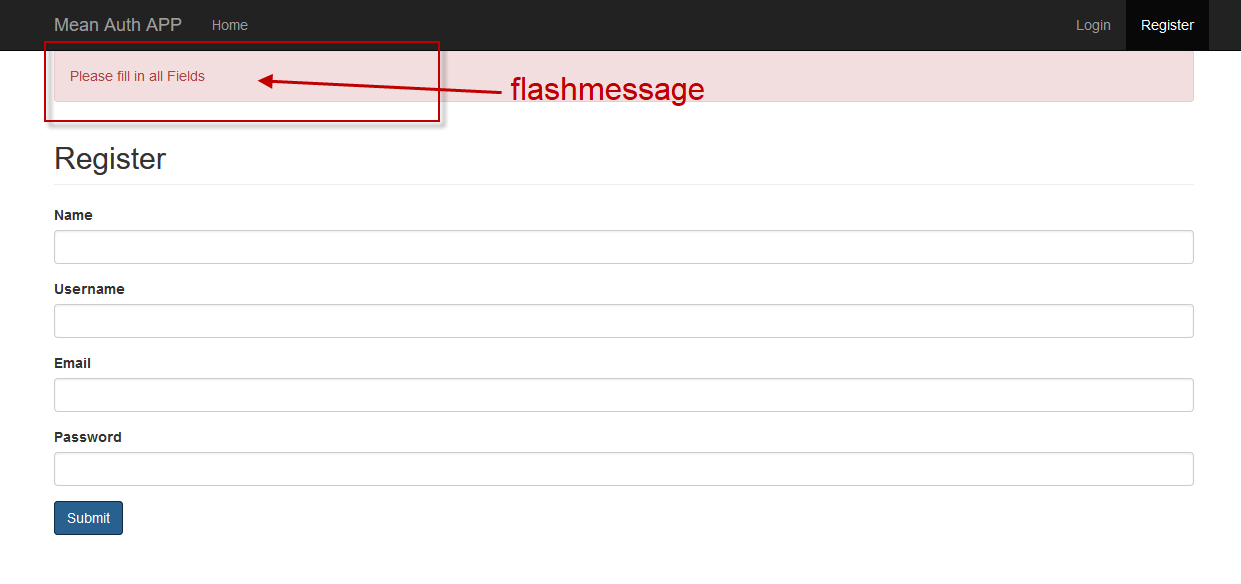 Mean Auth APP Home Login Register
Please fill in all Fields
flashmessage
Register
Name
Username
Email
Password
Submit